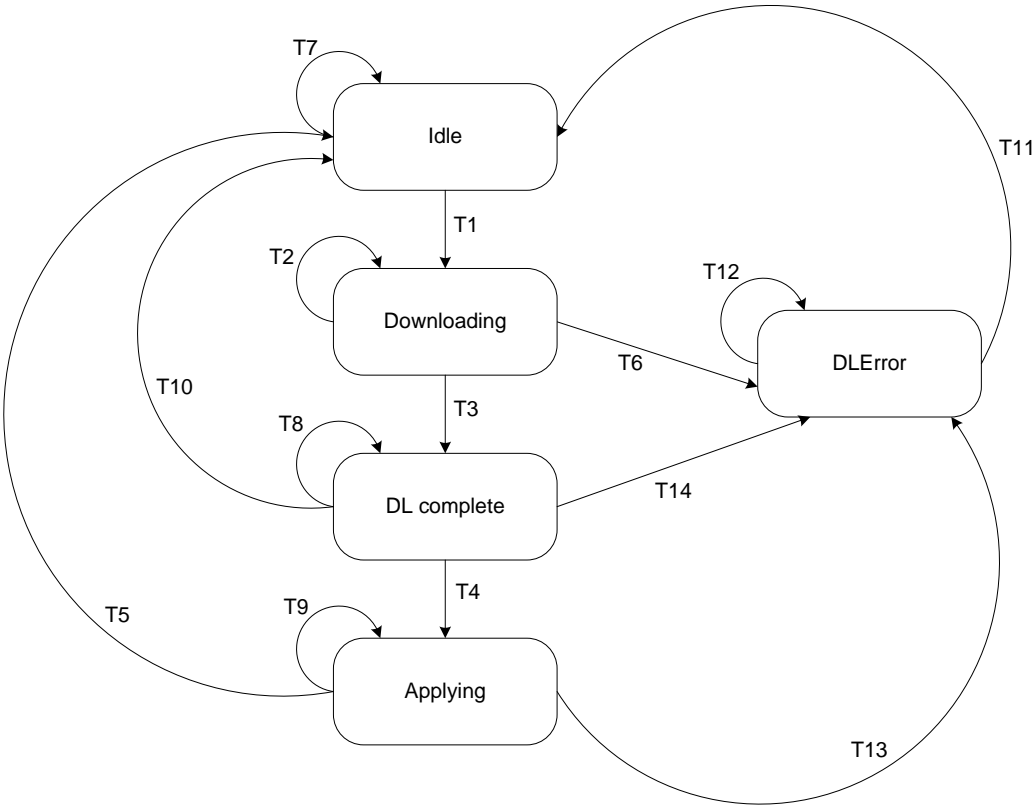 T7
Idle
T11
T1
T2
T12
Downloading
T6
DLError
T10
T3
T8
DL complete
T14
T4
T9
T5
Applying
T13